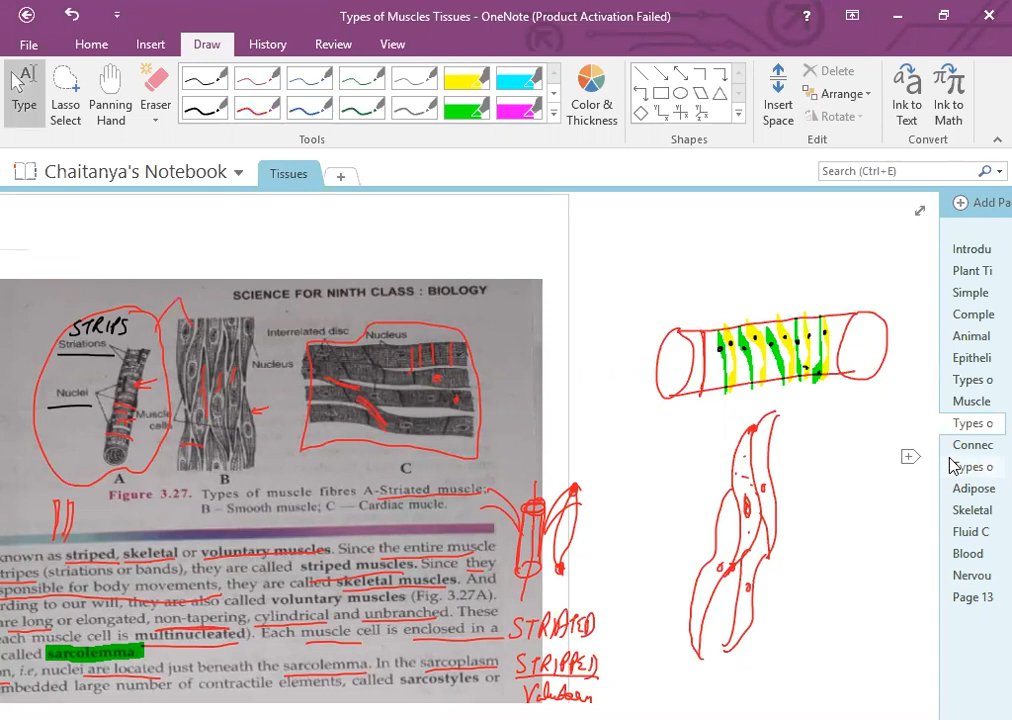 Types of Muscles Tissues - OneNote (Product Activation Failed)
File Home Insert Draw History Review View
Type
Lasso Select
Panning Hand
Eraser
Color & Thickness
Insert Space
Delete
Arrange
Rotate
Ink to Text
Ink to Math
Tools
Shapes
Edit
Convert
Chaitanya's Notebook
Tissues
Search (Ctrl+E)
Add Pa
Introdu
Plant Ti
Simple
Comple
Animal
Epitheli
Types o
Muscle
Types o
Connec
Types o
Adipose
Skeletal
Fluid C
Blood
Nervou
Page 13
SCIENCE FOR NINTH CLASS : BIOLOGY
STRIPS
Striations
Nuclei
Muscle cells
Interrelated disc
Nucleus
Nucleus
A
B
C
Figure 3.27. Types of muscle fibres A-Striated muscle;
B – Smooth muscle; C — Cardiac mucle.
known as striped, skeletal or voluntary muscles. Since the entire muscle
tripes (striations or bands), they are called striped muscles. Since they
sponsible for body movements, they are called skeletal muscles. And
rding to our will, they are also called voluntary muscles (Fig. 3.27A).
are long or elongated, non-tapering, cylindrical and unbranched. These
each muscle cell is multinucleated). Each muscle cell is enclosed in a
called sarcolemma.
on, i.e, nuclei are located just beneath the sarcolemma. In the sarcoplasm
embedded large number of contractile elements, called sarcostyles or
STRIATED
STRIPPED